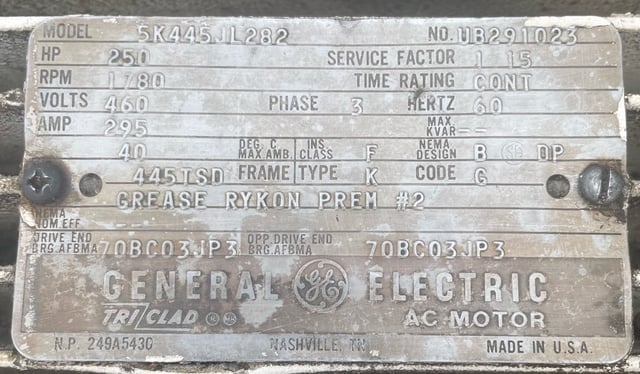 MODEL 5K445JL282 NO. UB291023
HP 250 SERVICE FACTOR 1 15
RPM 1780 TIME RATING CONT
VOLTS 460 PHASE 3 HERTZ 60
AMP 295 MAX KVAR --
40 DEG. C MAX.AMB. INS CLASS F NEMA DESIGN B DP
445TSD FRAME TYPE K CODE G
GREASE RYKON PREM #2
NEMA NOM EFF
DRIVE END BRG.AFBMA 70BC03JP3 OPP.DRIVE END BRG.AFBMA 70BC03JP3
GENERAL GE ELECTRIC
TRI/CLAD AC MOTOR
N.P. 249A5430 NASHVILLE, TN MADE IN U.S.A.